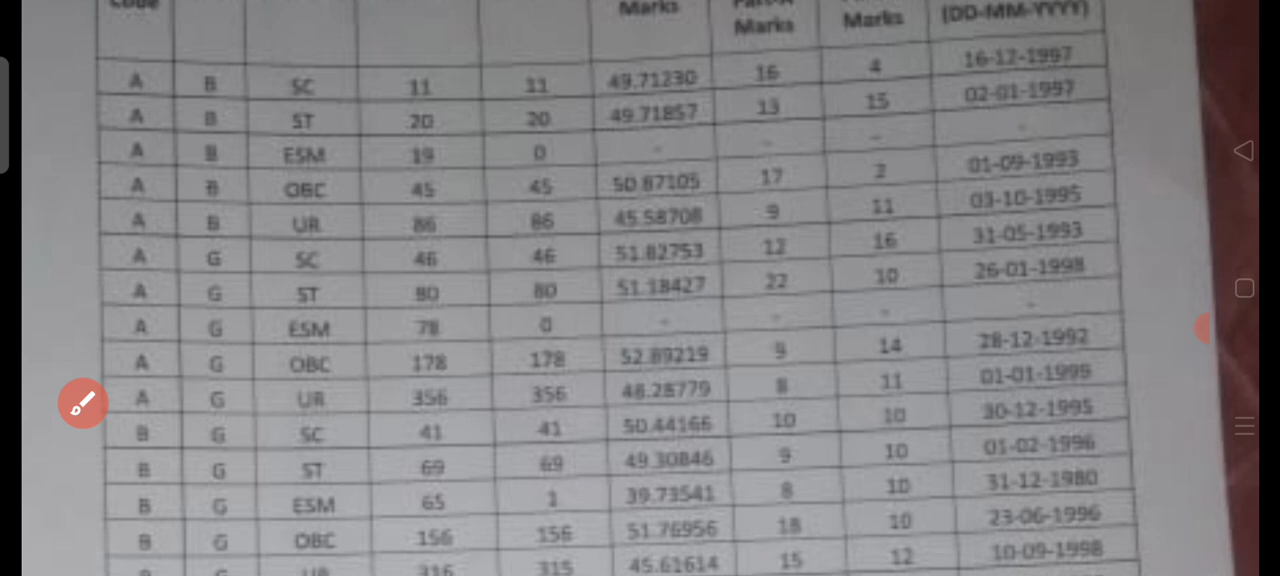 Code Marks Marks Marks (DD-MM-YYYY)
A B SC 11 11 49.71230 16 4 16-12-1997
A B ST 20 20 49.71857 13 15 02-01-1997
A B ESM 19 0 - - - -
A B OBC 45 45 50.87105 17 2 01-09-1993
A B UR 86 86 45.58708 9 11 03-10-1995
A G SC 46 46 51.82753 12 16 31-05-1993
A G ST 80 80 51.18427 22 10 26-01-1998
A G ESM 78 0 - - - -
A G OBC 178 178 52.89219 9 14 28-12-1992
A G UR 356 356 48.28779 8 11
B G SC 41 41 50.44166 10 10 30-12-1995
B G ST 69 69 49.30846 9 10 01-02-1996
B G ESM 65 1 39.73541 8 10 31-12-1980
B G OBC 156 156 51.76956 18 10 23-06-1996
B G UR 316 315 45.61614 15 12 10-09-1998